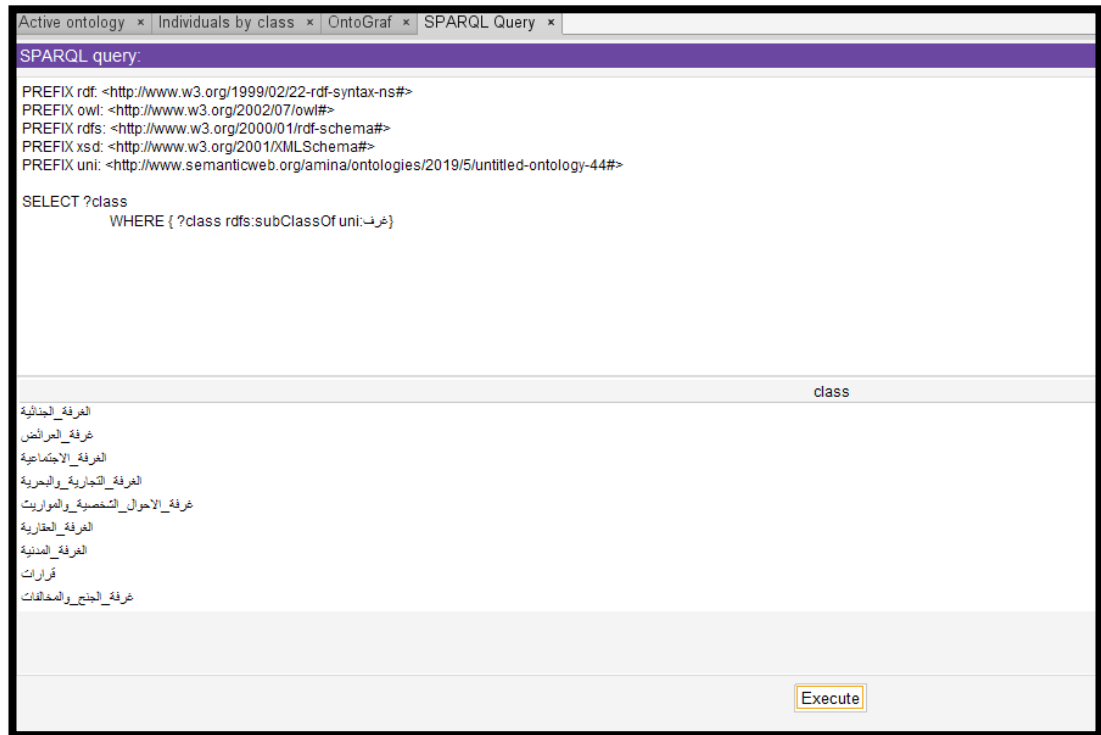 Active ontology × Individuals by class × OntoGraf × SPARQL Query ×
SPARQL query:
PREFIX rdf: <http://www.w3.org/1999/02/22-rdf-syntax-ns#>
PREFIX owl: <http://www.w3.org/2002/07/owl#>
PREFIX rdfs: <http://www.w3.org/2000/01/rdf-schema#>
PREFIX xsd: <http://www.w3.org/2001/XMLSchema#>
PREFIX uni: <http://www.semanticweb.org/amina/ontologies/2019/5/untitled-ontology-44#>
SELECT ?class
WHERE { ?class rdfs:subClassOf uni:غرف}
class
الغرفة_الجنائية
غرفة_العرائض
الغرفة_الاجتماعية
الغرفة_التجارية_والبحرية
غرفة_الاحوال_الشخصية_والمواريث
الغرفة_العقارية
الغرفة_المدنية
قرارات
غرفة_الجنح_والمخالفات
Execute